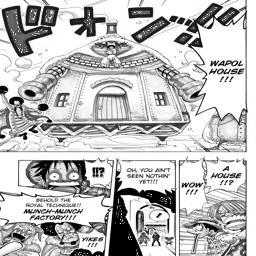 ドォーン
WAPOL
HOUSE
!!!
A
HOUSE
!!?
WOW
!!!
OH, YOU AIN'T
SEEN NOTHIN'
YET!!!
!!?
BEHOLD THE
ROYAL TECHNIQUE!!
MUNCH-MUNCH
FACTORY!!!
YIKES
!!!